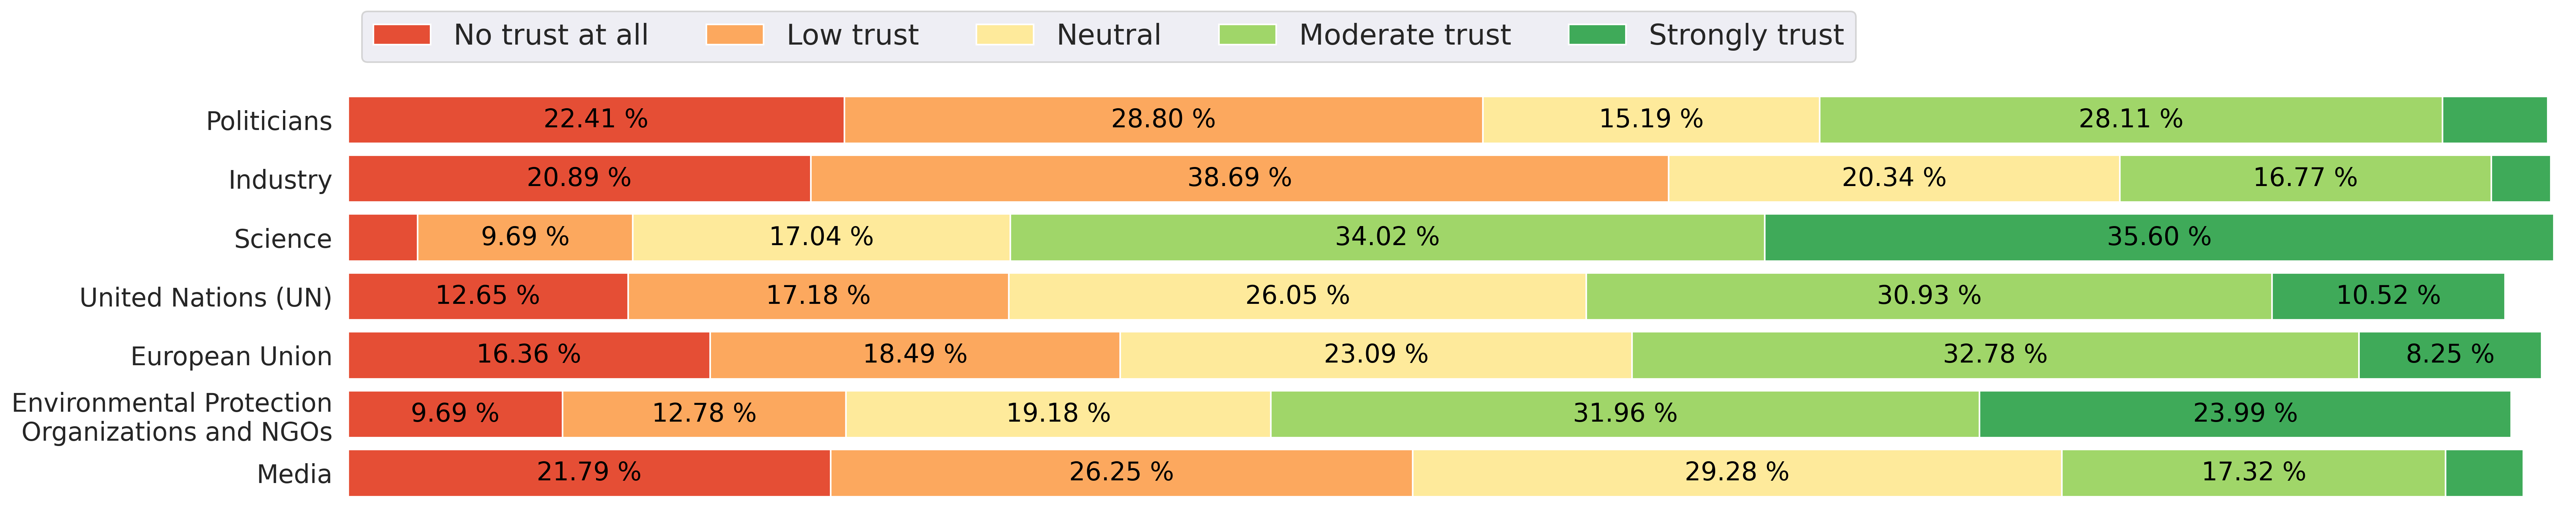 No trust at all Low trust Neutral Moderate trust Strongly trust
Politicians 22.41 % 28.80 % 15.19 % 28.11 %
Industry 20.89 % 38.69 % 20.34 % 16.77 %
Science 9.69 % 17.04 % 34.02 % 35.60 %
United Nations (UN) 12.65 % 17.18 % 26.05 % 30.93 % 10.52 %
European Union 16.36 % 18.49 % 23.09 % 32.78 % 8.25 %
Environmental Protection
Organizations and NGOs 9.69 % 12.78 % 19.18 % 31.96 % 23.99 %
Media 21.79 % 26.25 % 29.28 % 17.32 %